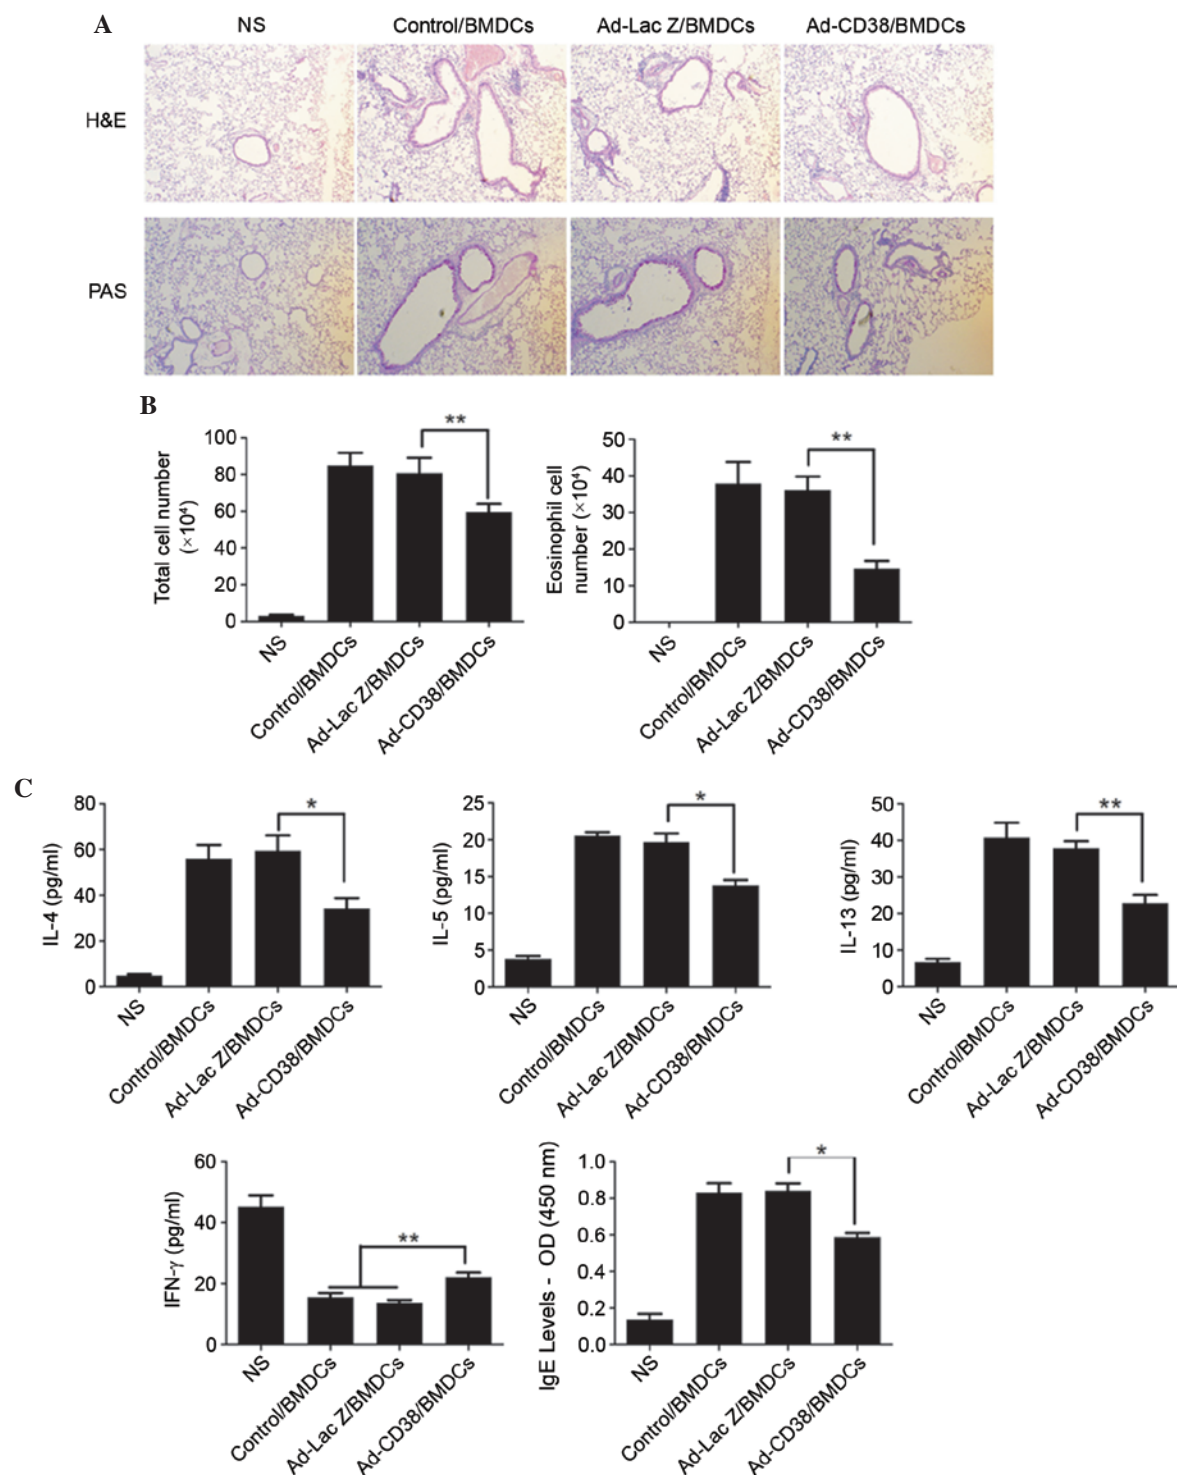 A
NS
Control/BMDCs
Ad-Lac Z/BMDCs
Ad-CD38/BMDCs
H&E
PAS
B
Total cell number
(×10⁴)
100
80
60
40
20
0
**
NS
Control/BMDCs
Ad-Lac Z/BMDCs
Ad-CD38/BMDCs
Eosinophil cell
number (×10⁴)
50
40
30
20
10
0
**
NS
Control/BMDCs
Ad-Lac Z/BMDCs
Ad-CD38/BMDCs
C
IL-4 (pg/ml)
80
60
40
20
0
*
NS
Control/BMDCs
Ad-Lac Z/BMDCs
Ad-CD38/BMDCs
IL-5 (pg/ml)
25
20
15
10
5
0
*
NS
Control/BMDCs
Ad-Lac Z/BMDCs
Ad-CD38/BMDCs
IL-13 (pg/ml)
50
40
30
20
10
0
**
NS
Control/BMDCs
Ad-Lac Z/BMDCs
Ad-CD38/BMDCs
IFN-γ (pg/ml)
60
40
20
0
**
NS
Control/BMDCs
Ad-Lac Z/BMDCs
Ad-CD38/BMDCs
IgE Levels - OD (450 nm)
1.0
0.8
0.6
0.4
0.2
0.0
*
NS
Control/BMDCs
Ad-Lac Z/BMDCs
Ad-CD38/BMDCs